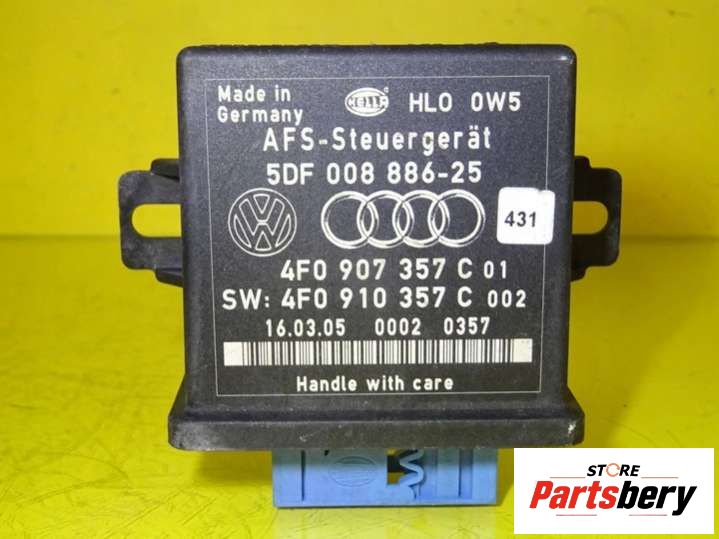 Made in
Germany
HELLA
HLO 0W5
AFS-Steuergerät
5DF 008 886-25
431
4F0 907 357 C 01
SW: 4F0 910 357 C 002
16.03.05 0002 0357
Handle with care
STORE
Partsbery